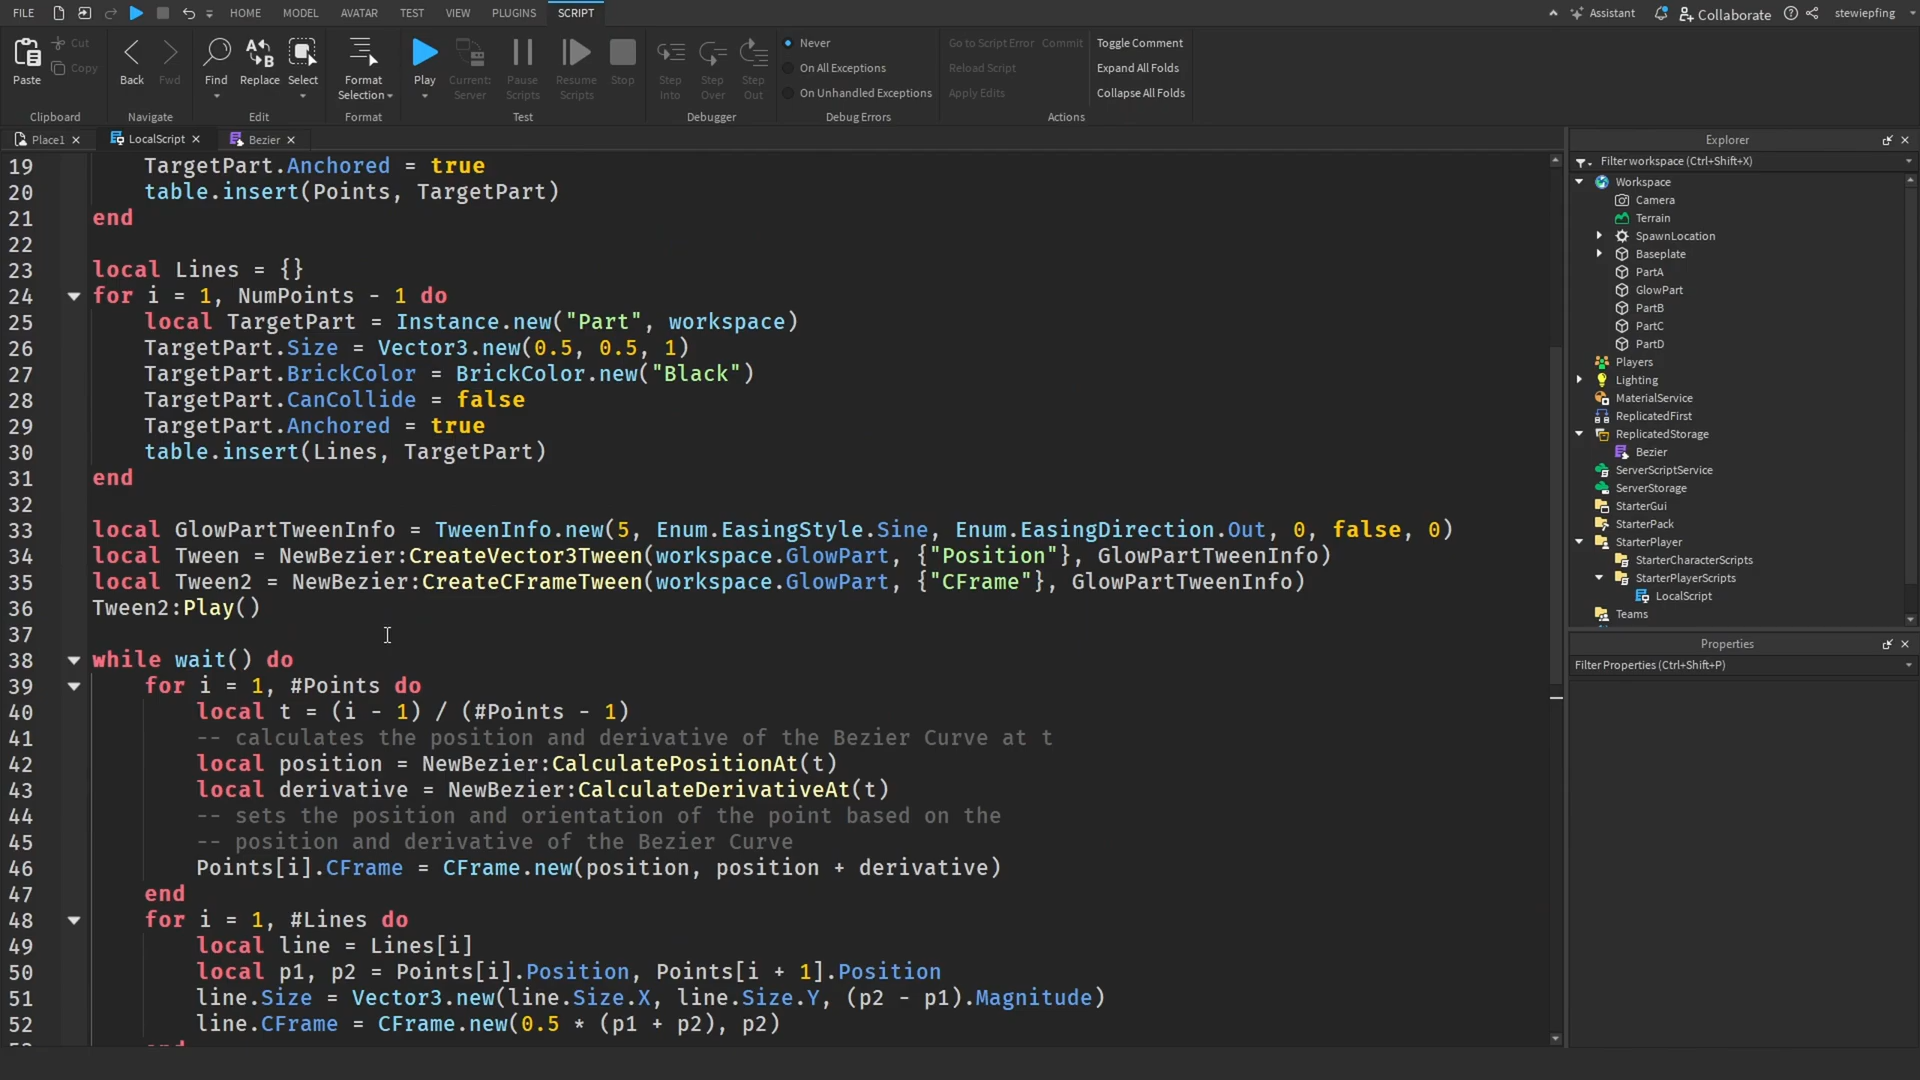 FILE HOME MODEL AVATAR TEST VIEW PLUGINS SCRIPT Assistant Collaborate stewiepfing
Paste Cut Copy
Clipboard
Back Fwd
Navigate
Find Replace Select
Edit
Format Selection
Format
Play Current: Server Pause Scripts Resume Scripts Stop
Test
Step Into Step Over Step Out
Debugger
Never
On All Exceptions
On Unhandled Exceptions
Debug Errors
Go to Script Error Commit Toggle Comment
Reload Script Expand All Folds
Apply Edits Collapse All Folds
Actions
Place1 × LocalScript × Bezier ×
19 TargetPart.Anchored = true
20 table.insert(Points, TargetPart)
21 end
22
23 local Lines = {}
24 for i = 1, NumPoints - 1 do
25 local TargetPart = Instance.new("Part", workspace)
26 TargetPart.Size = Vector3.new(0.5, 0.5, 1)
27 TargetPart.BrickColor = BrickColor.new("Black")
28 TargetPart.CanCollide = false
29 TargetPart.Anchored = true
30 table.insert(Lines, TargetPart)
31 end
32
33 local GlowPartTweenInfo = TweenInfo.new(5, Enum.EasingStyle.Sine, Enum.EasingDirection.Out, 0, false, 0)
34 local Tween = NewBezier:CreateVector3Tween(workspace.GlowPart, {"Position"}, GlowPartTweenInfo)
35 local Tween2 = NewBezier:CreateCFrameTween(workspace.GlowPart, {"CFrame"}, GlowPartTweenInfo)
36 Tween2:Play()
37
38 while wait() do
39 for i = 1, #Points do
40 local t = (i - 1) / (#Points - 1)
41 -- calculates the position and derivative of the Bezier Curve at t
42 local position = NewBezier:CalculatePositionAt(t)
43 local derivative = NewBezier:CalculateDerivativeAt(t)
44 -- sets the position and orientation of the point based on the
45 -- position and derivative of the Bezier Curve
46 Points[i].CFrame = CFrame.new(position, position + derivative)
47 end
48 for i = 1, #Lines do
49 local line = Lines[i]
50 local p1, p2 = Points[i].Position, Points[i + 1].Position
51 line.Size = Vector3.new(line.Size.X, line.Size.Y, (p2 - p1).Magnitude)
52 line.CFrame = CFrame.new(0.5 * (p1 + p2), p2)
Explorer
Filter workspace (Ctrl+Shift+X)
Workspace
Camera
Terrain
SpawnLocation
Baseplate
PartA
GlowPart
PartB
PartC
PartD
Players
Lighting
MaterialService
ReplicatedFirst
ReplicatedStorage
Bezier
ServerScriptService
ServerStorage
StarterGui
StarterPack
StarterPlayer
StarterCharacterScripts
StarterPlayerScripts
LocalScript
Teams
Properties
Filter Properties (Ctrl+Shift+P)